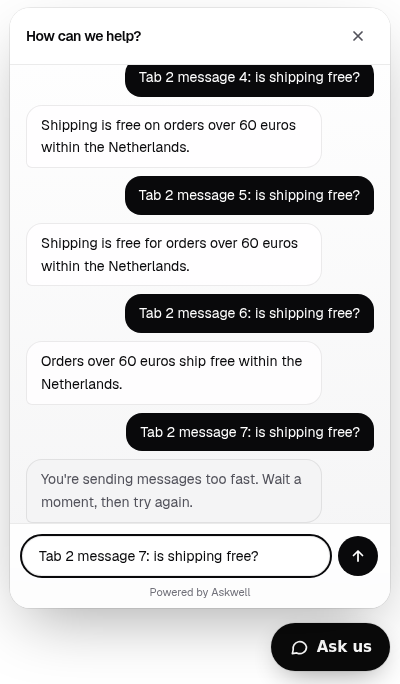 How can we help?
Tab 2 message 4: is shipping free?
Shipping is free on orders over 60 euros
within the Netherlands.
Tab 2 message 5: is shipping free?
Shipping is free for orders over 60 euros
within the Netherlands.
Tab 2 message 6: is shipping free?
Orders over 60 euros ship free within the
Netherlands.
Tab 2 message 7: is shipping free?
You're sending messages too fast. Wait a
moment, then try again.
Tab 2 message 7: is shipping free?
Powered by Askwell
Ask us